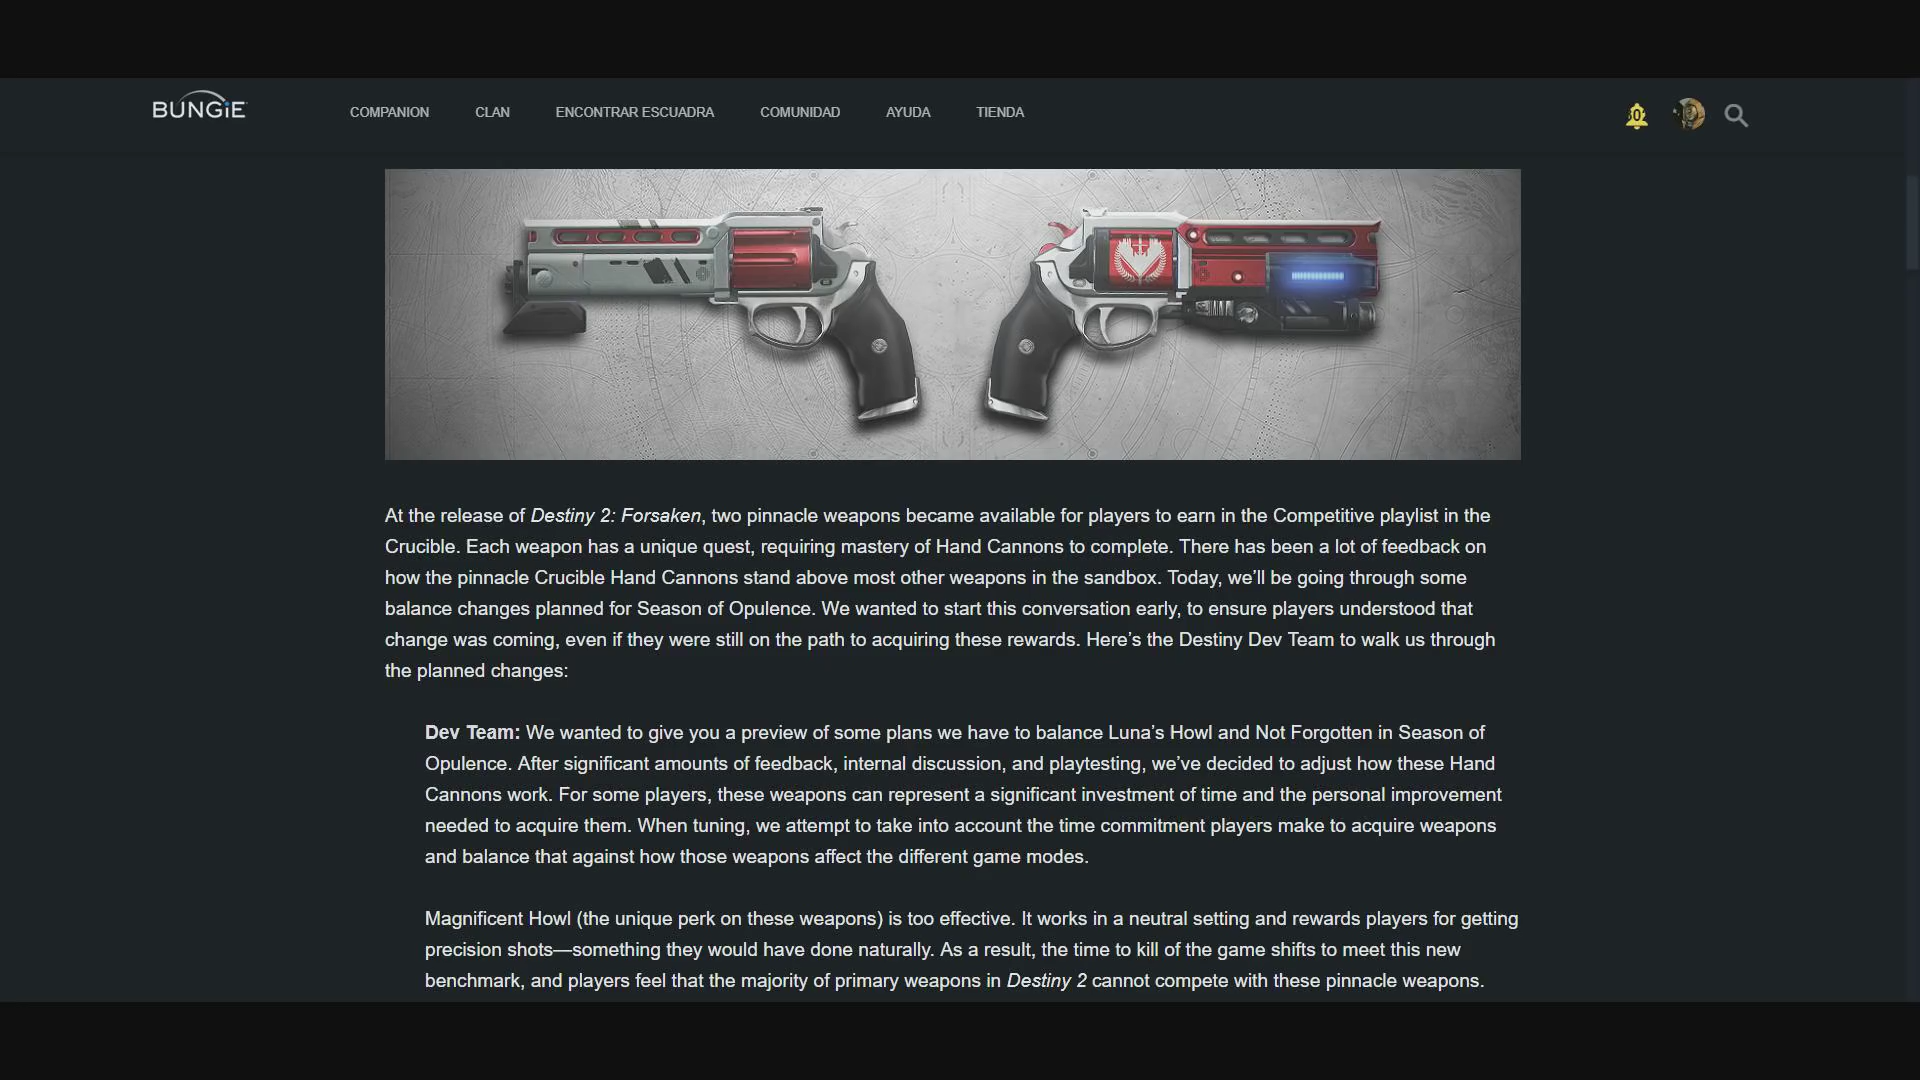 BUNGiE
COMPANION CLAN ENCONTRAR ESCUADRA COMUNIDAD AYUDA TIENDA
At the release of Destiny 2: Forsaken, two pinnacle weapons became available for players to earn in the Competitive playlist in the
Crucible. Each weapon has a unique quest, requiring mastery of Hand Cannons to complete. There has been a lot of feedback on
how the pinnacle Crucible Hand Cannons stand above most other weapons in the sandbox. Today, we’ll be going through some
balance changes planned for Season of Opulence. We wanted to start this conversation early, to ensure players understood that
change was coming, even if they were still on the path to acquiring these rewards. Here’s the Destiny Dev Team to walk us through
the planned changes:
Dev Team: We wanted to give you a preview of some plans we have to balance Luna’s Howl and Not Forgotten in Season of
Opulence. After significant amounts of feedback, internal discussion, and playtesting, we’ve decided to adjust how these Hand
Cannons work. For some players, these weapons can represent a significant investment of time and the personal improvement
needed to acquire them. When tuning, we attempt to take into account the time commitment players make to acquire weapons
and balance that against how those weapons affect the different game modes.
Magnificent Howl (the unique perk on these weapons) is too effective. It works in a neutral setting and rewards players for getting
precision shots—something they would have done naturally. As a result, the time to kill of the game shifts to meet this new
benchmark, and players feel that the majority of primary weapons in Destiny 2 cannot compete with these pinnacle weapons.